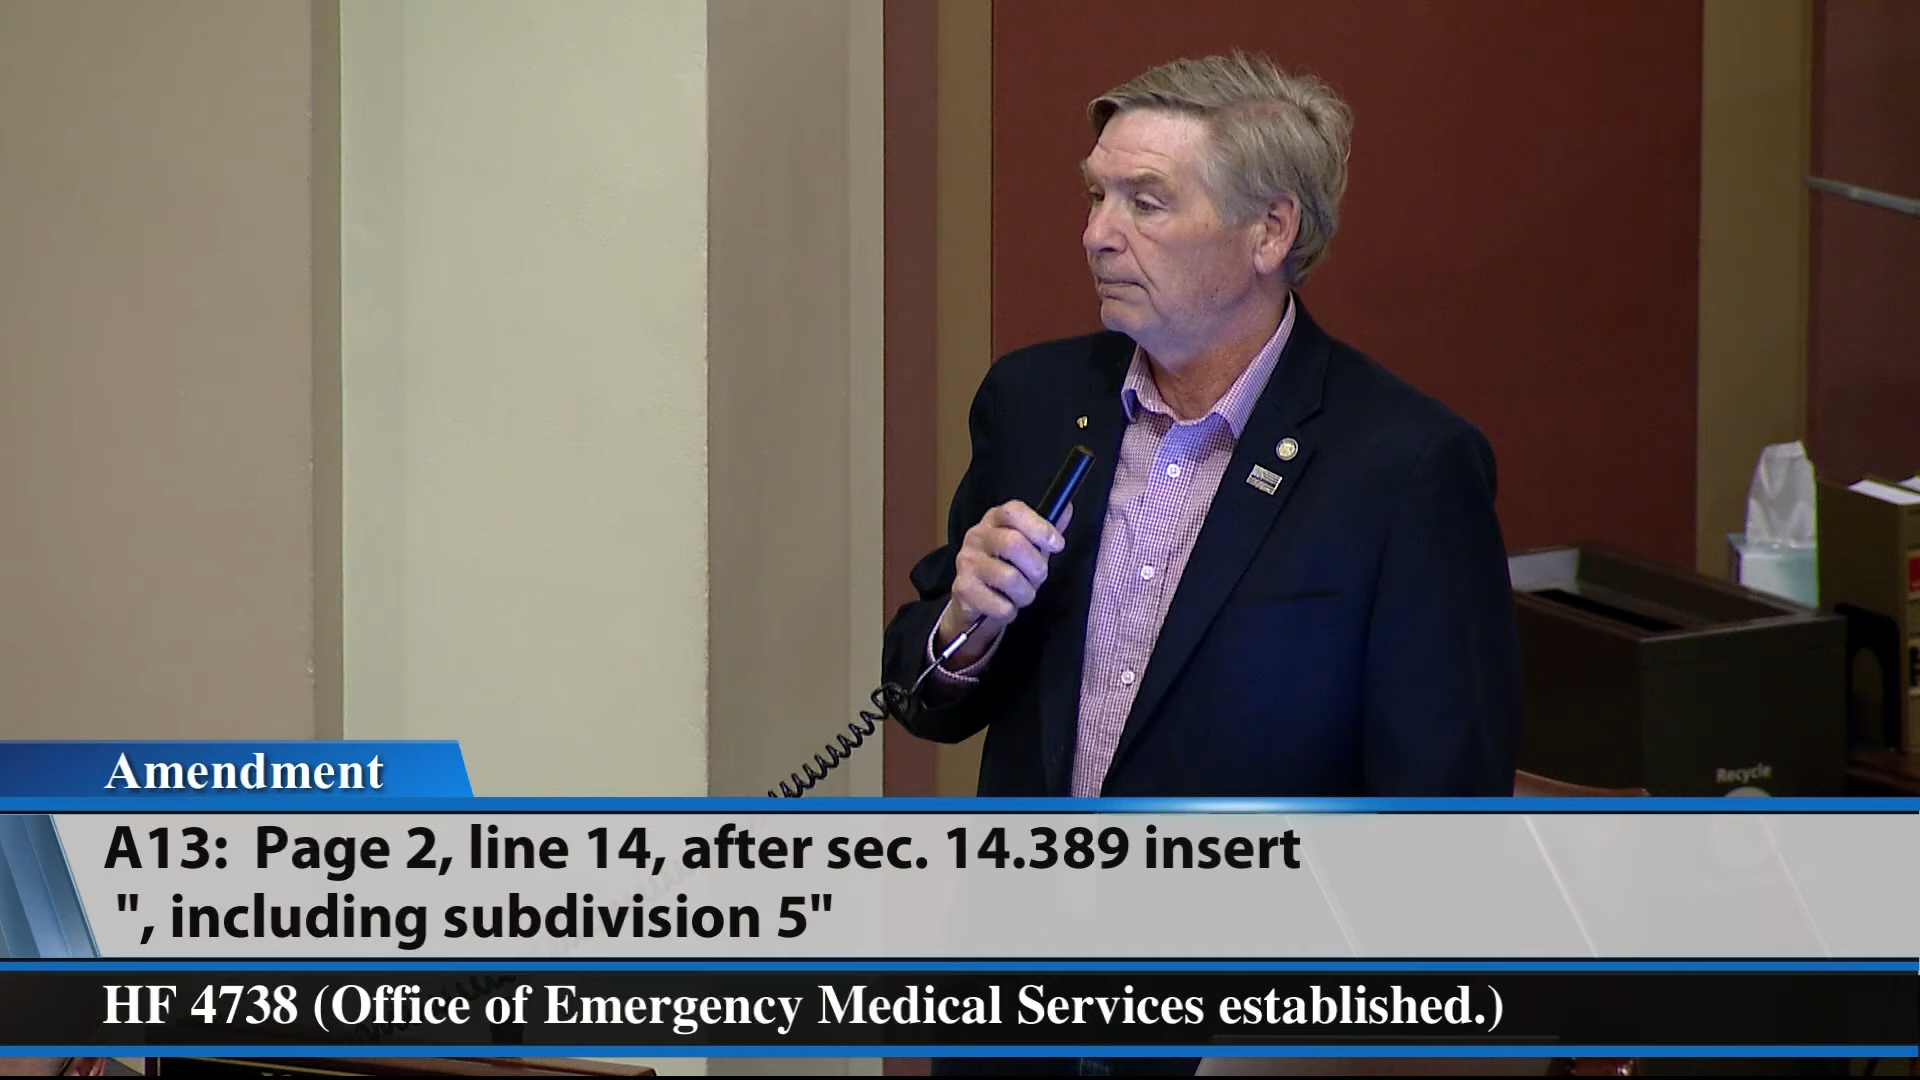 Recycle
Amendment
A13:  Page 2, line 14, after sec. 14.389 insert
", including subdivision 5"
HF 4738 (Office of Emergency Medical Services established.)